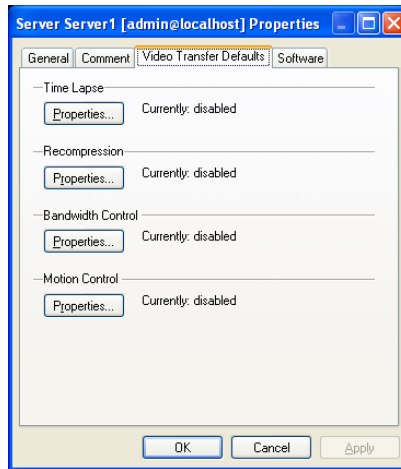 Server Server1 [admin@localhost] Properties
General Comment Video Transfer Defaults Software
Time Lapse
Properties... Currently: disabled
Recompression
Properties... Currently: disabled
Bandwidth Control
Properties... Currently: disabled
Motion Control
Properties... Currently: disabled
OK Cancel Apply